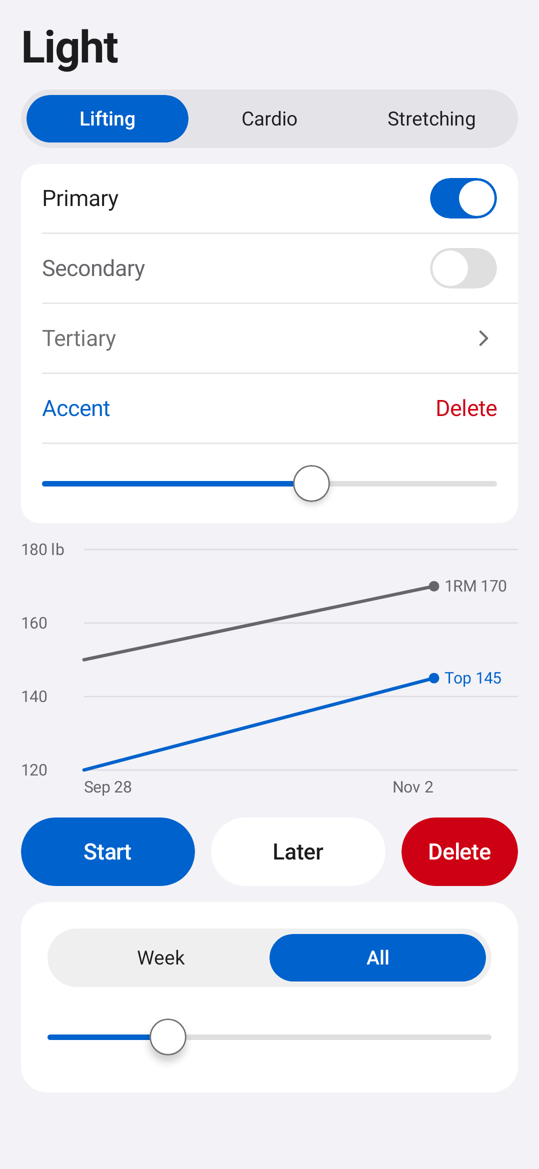 Light
Lifting Cardio Stretching
Primary
Secondary
Tertiary
Accent Delete
180 lb
1RM 170
160
Top 145
140
120
Sep 28 Nov 2
Start Later Delete
Week All